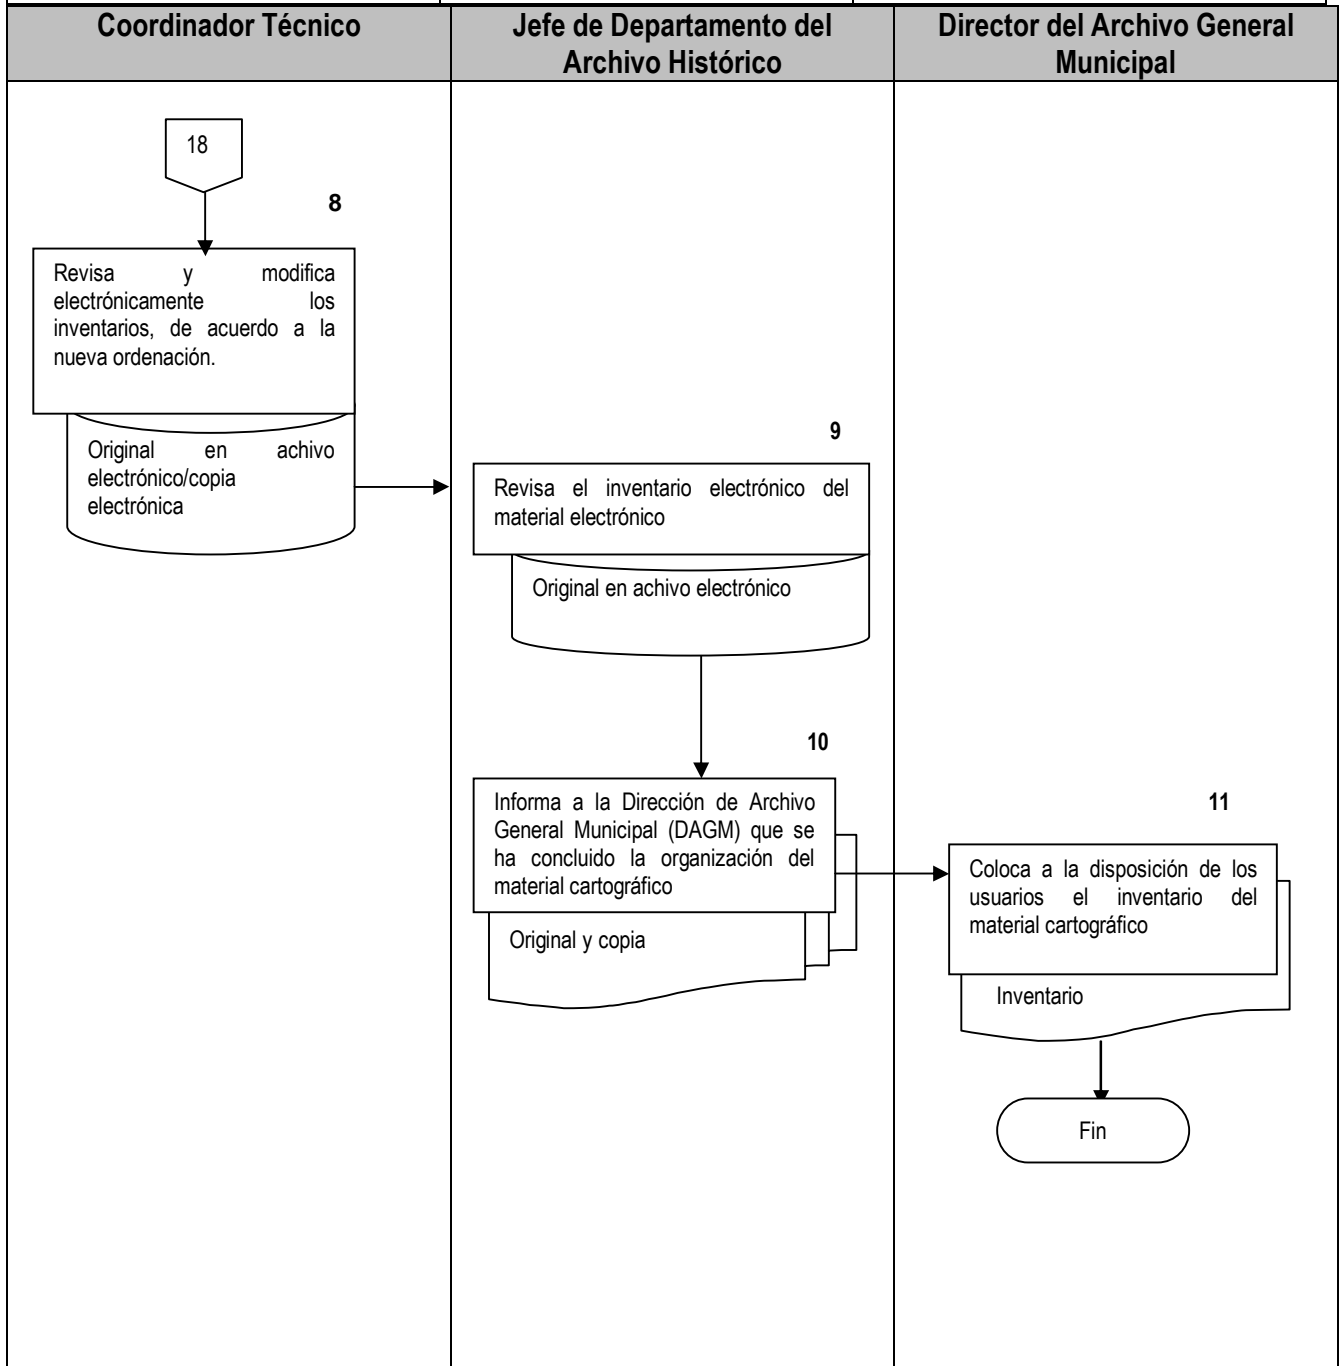 Coordinador Técnico
Jefe de Departamento del
Archivo Histórico
Director del Archivo General
Municipal
18
8
Revisa y modifica
electrónicamente los
inventarios, de acuerdo a la
nueva ordenación.
Original en achivo
electrónico/copia
electrónica
9
Revisa el inventario electrónico del
material electrónico
Original en achivo electrónico
10
Informa a la Dirección de Archivo
General Municipal (DAGM) que se
ha concluido la organización del
material cartográfico
Original y copia
11
Coloca a la disposición de los
usuarios el inventario del
material cartográfico
Inventario
Fin